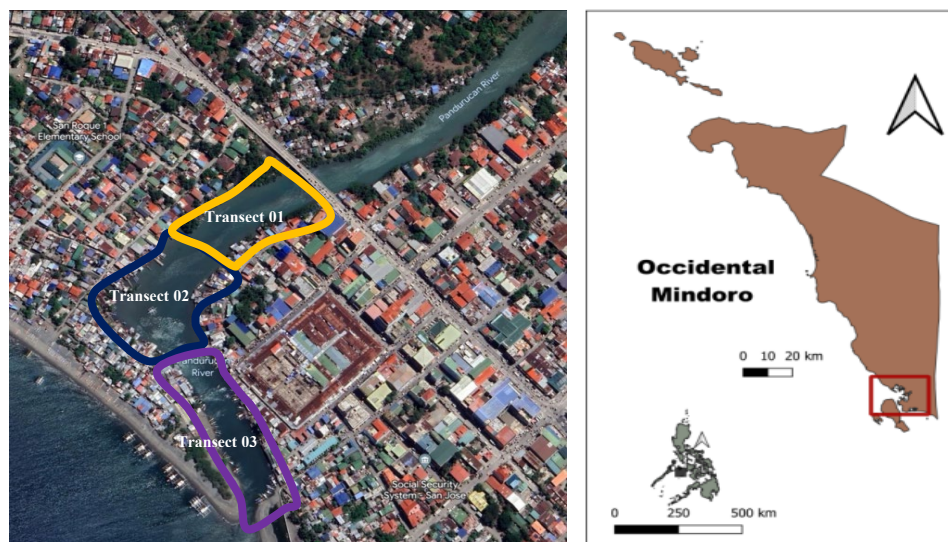 San Roque 1
Elementary School
Pandurucan River
Transect 01
Transect 02
Pandurucan
River
Transect 03
Social Security
System - San Jose
Occidental
Mindoro
0 10 20 km
0 250 500 km